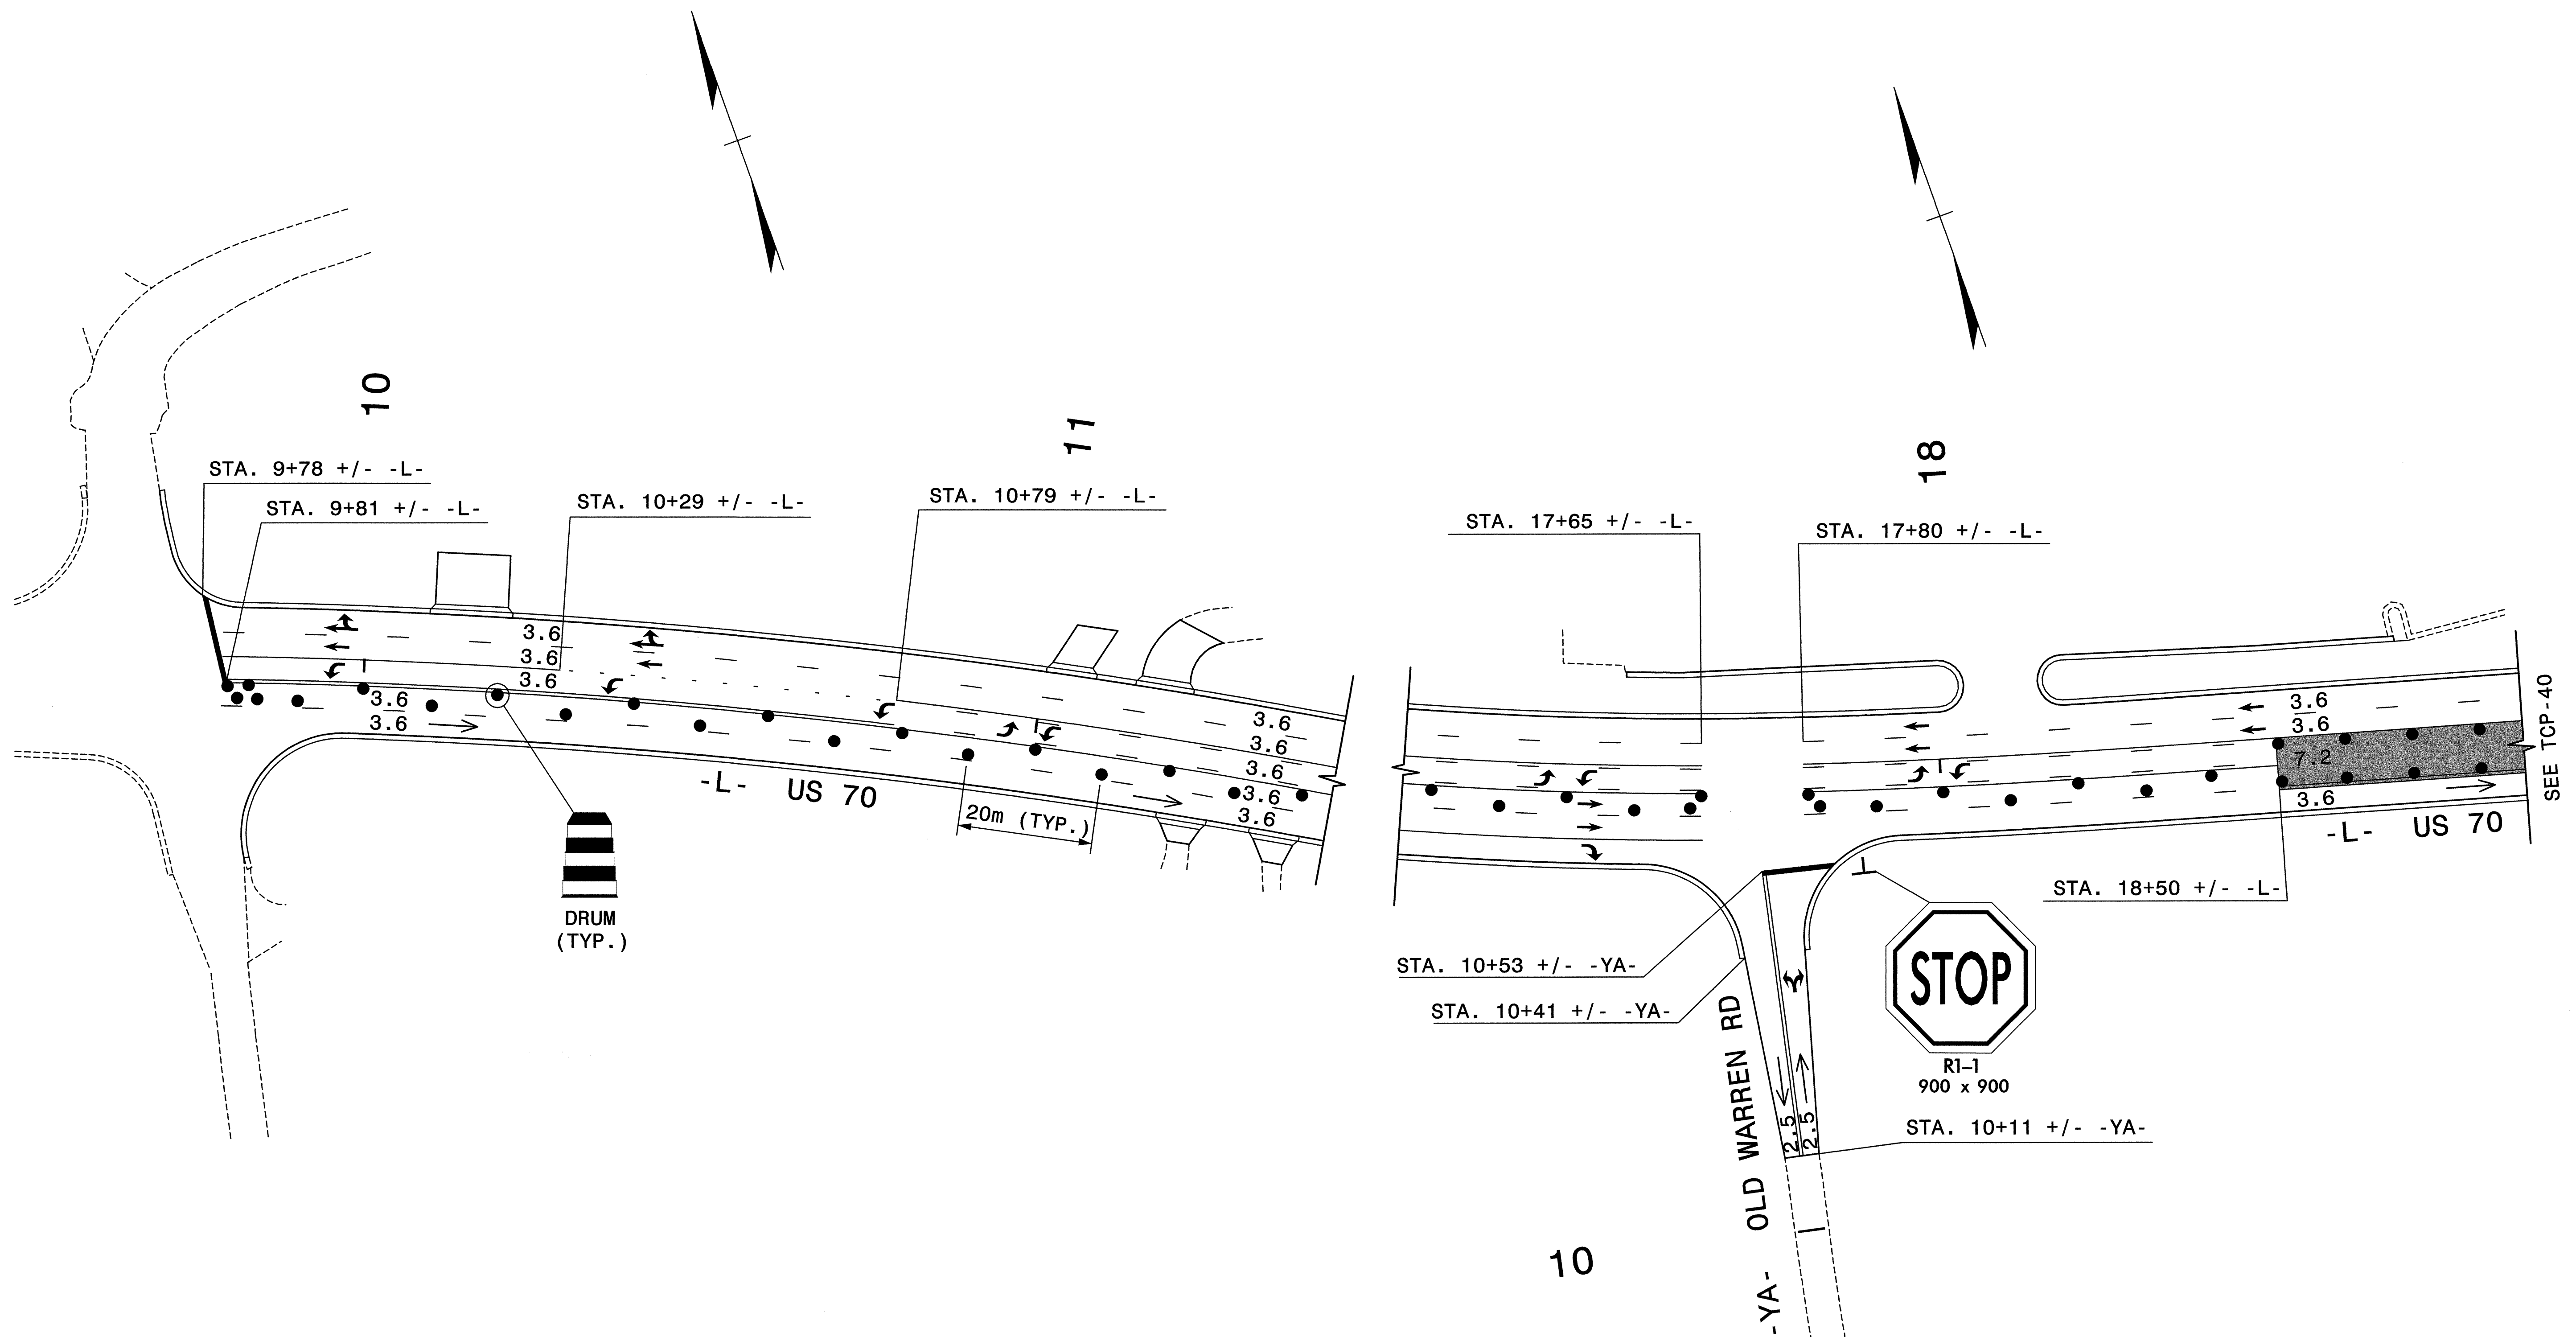 10
11
18
STA. 9+78 +/- -L-
STA. 9+81 +/- -L-
STA. 10+29 +/- -L-
STA. 10+79 +/- -L-
STA. 17+65 +/- -L-
STA. 17+80 +/- -L-
3.6
3.6
3.6
3.6
3.6
3.6
3.6
3.6
3.6
3.6
3.6
3.6
7.2
3.6
SEE TCP-40
-L- US 70
20m (TYP.)
-L- US 70
DRUM
(TYP.)
STA. 18+50 +/- -L-
STA. 10+53 +/- -YA-
STA. 10+41 +/- -YA-
STOP
R1-1
900 x 900
2.5
2.5
STA. 10+11 +/- -YA-
-YA- OLD WARREN RD
10